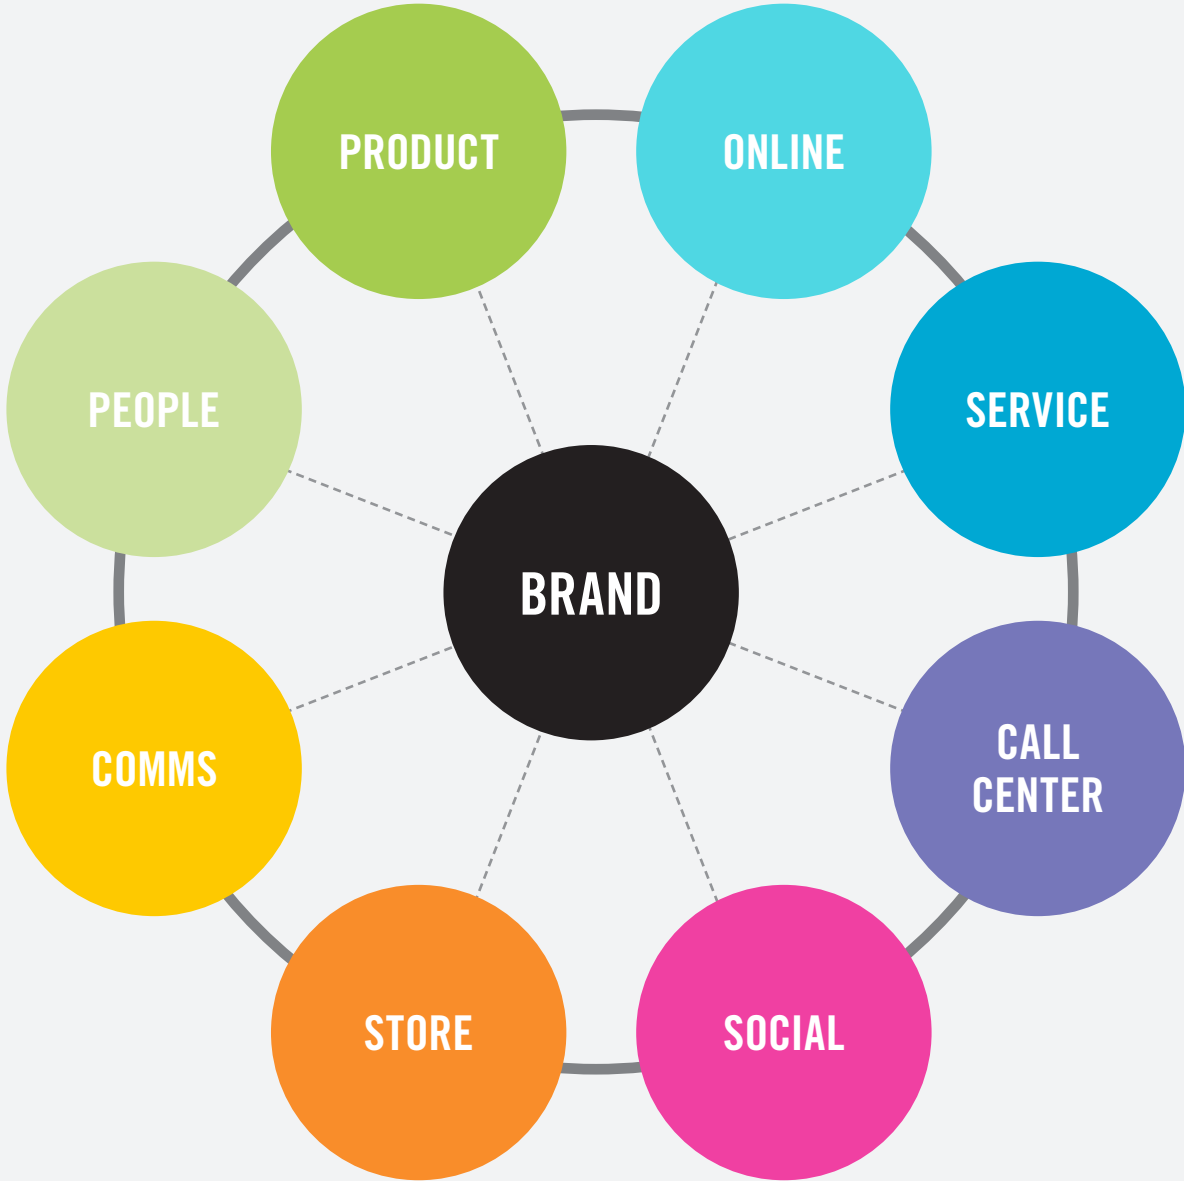 PRODUCT
ONLINE
PEOPLE
SERVICE
BRAND
COMMS
CALL
CENTER
STORE
SOCIAL